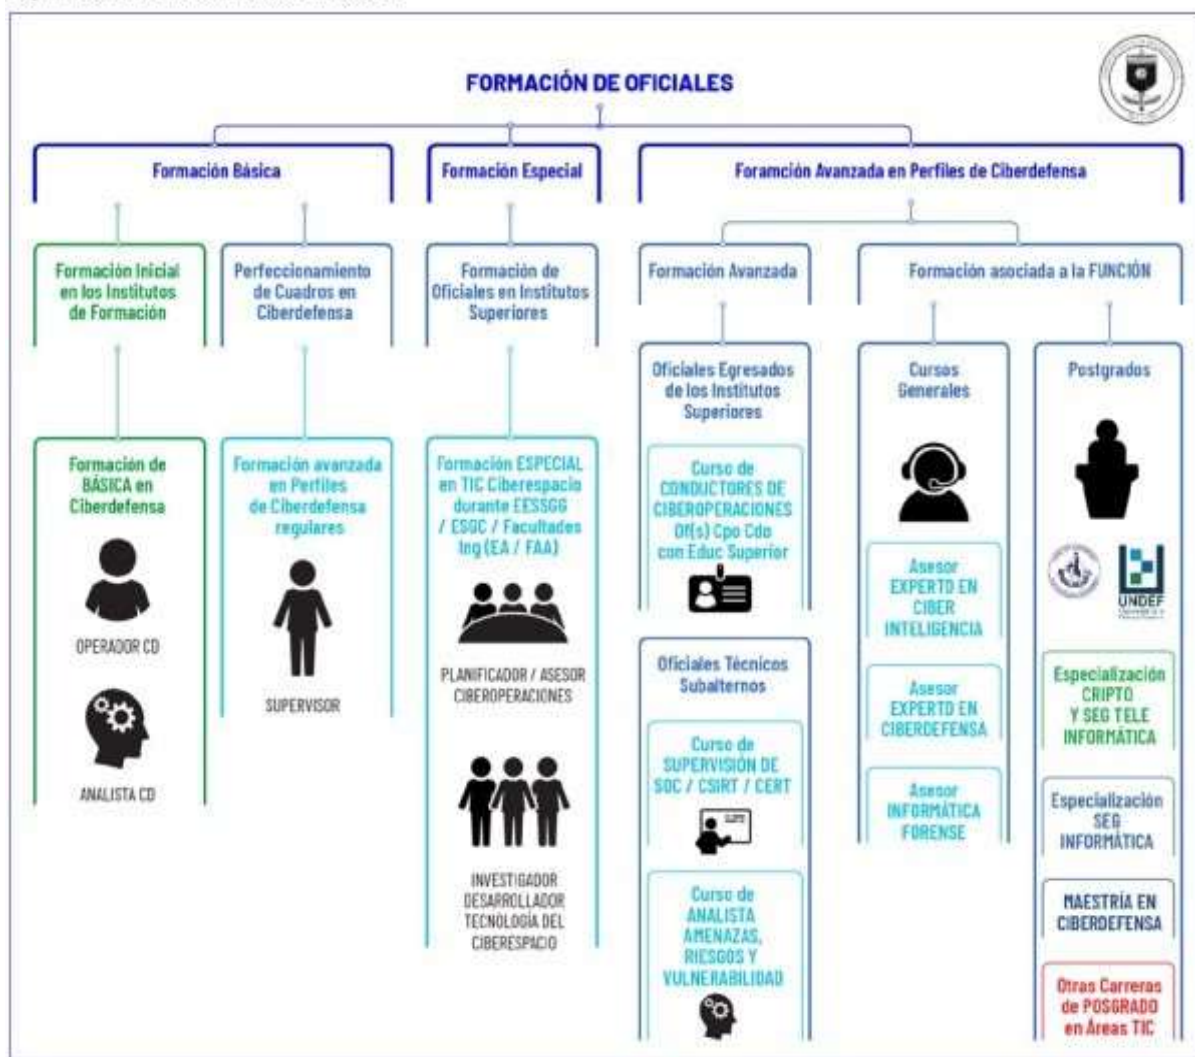 FORMACIÓN DE OFICIALES
Formación Básica
Formación Especial
Foramción Avanzada en Perfiles de Ciberdefensa
Formación Inicial
en los Institutos
de Formación
Perfeccionamiento
de Cuadros en
Ciberdefensa
Formación de
Oficiales en Institutos
Superiores
Formación Avanzada
Formación asociada a la FUNCIÓN
Formación de
BÁSICA en
Ciberdefensa
OPERADOR CD
ANALISTA CD
Formación avanzada
en Perfiles
de Ciberdefensa
regulares
SUPERVISOR
Formación ESPECIAL
en TIC Ciberespacio
durante EESSGG
/ ESGC / Facultades
Ing (EA / FAA)
PLANIFICADOR / ASESOR
CIBEROPERACIONES
INVESTIGADOR
DESARROLLADOR
TECNOLOGÍA DEL
CIBERESPACIO
Oficiales Egresados
de los Institutos
Superiores
Curso de
CONDUCTORES DE
CIBEROPERACIONES
Of(s) Cpo Cdo
con Educ Superior
Oficiales Técnicos
Subalternos
Curso de
SUPERVISIÓN DE
SOC / CSIRT / CERT
Curso de
ANALISTA
AMENAZAS,
RIESGOS Y
VULNERABILIDAD
Cursos
Generales
Asesor
EXPERTO EN
CIBER
INTELIGENCIA
Asesor
EXPERTO EN
CIBERDEFENSA
Asesor
INFORMÁTICA
FORENSE
Postgrados
UNDEF
Especialización
CRIPTO
Y SEG TELE
INFORMÁTICA
Especialización
SEG
INFORMÁTICA
MAESTRÍA EN
CIBERDEFENSA
Otras Carreras
de POSGRADO
en Áreas TIC